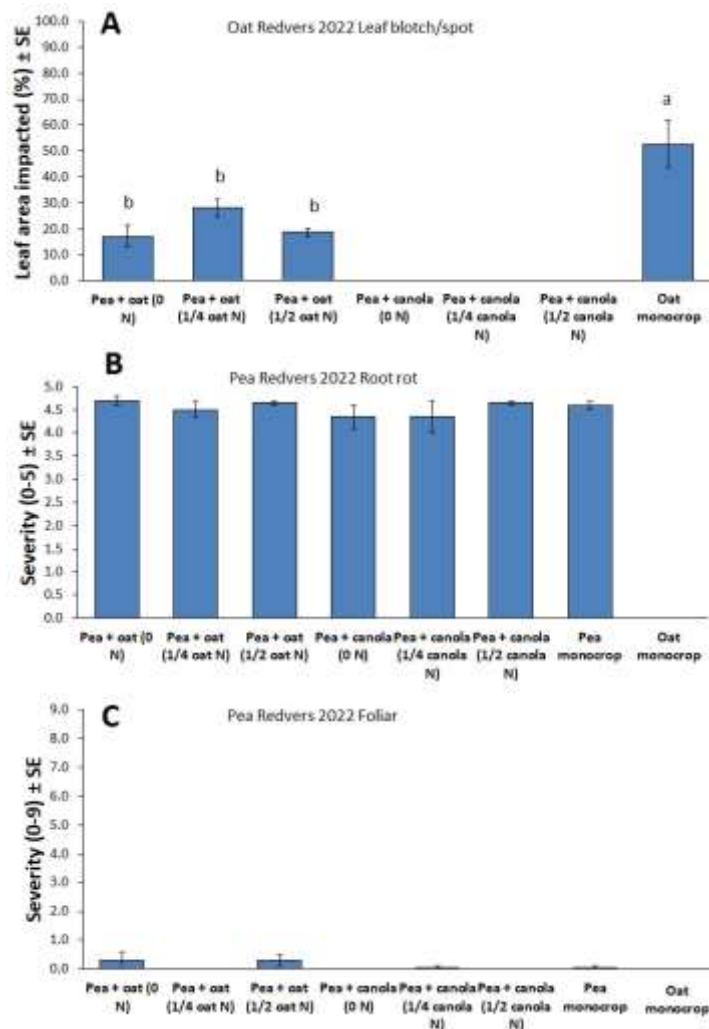 A
Oat Redvers 2022 Leaf blotch/spot
Leaf area impacted (%) ± SE
100.0
90.0
80.0
70.0
60.0
50.0
40.0
30.0
20.0
10.0
0.0
b
b
b
a
Pea + oat (0
N)
Pea + oat
(1/4 oat N)
Pea + oat
(1/2 oat N)
Pea + canola
(0 N)
Pea + canola
(1/4 canola
N)
Pea + canola
(1/2 canola
N)
Oat
monocrop
B
Pea Redvers 2022 Root rot
Severity (0-5) ± SE
5.0
4.5
4.0
3.5
3.0
2.5
2.0
1.5
1.0
0.5
0.0
Pea + oat (0
N)
Pea + oat
(1/4 oat N)
Pea + oat
(1/2 oat N)
Pea + canola
(0 N)
Pea + canola
(1/4 canola
N)
Pea + canola
(1/2 canola
N)
Pea
monocrop
Oat
monocrop
C
Pea Redvers 2022 Foliar
Severity (0-9) ± SE
9.0
8.0
7.0
6.0
5.0
4.0
3.0
2.0
1.0
0.0
Pea + oat (0
N)
Pea + oat
(1/4 oat N)
Pea + oat
(1/2 oat N)
Pea + canola
(0 N)
Pea + canola
(1/4 canola
N)
Pea + canola
(1/2 canola
N)
Pea
monocrop
Oat
monocrop